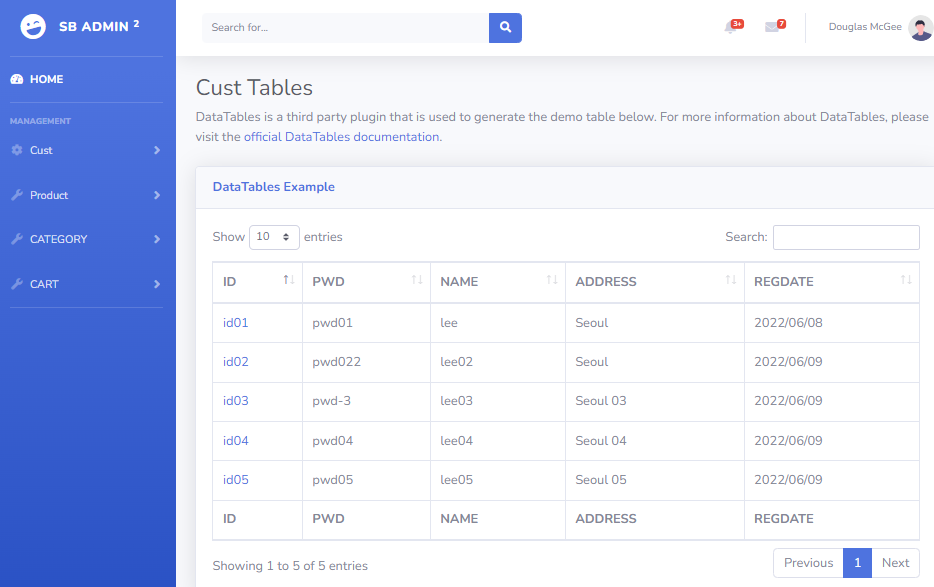 SB ADMIN 2
Search for...
3+
7
Douglas McGee
HOME
MANAGEMENT
Cust
Product
CATEGORY
CART
Cust Tables
DataTables is a third party plugin that is used to generate the demo table below. For more information about DataTables, please
visit the official DataTables documentation.
DataTables Example
Show 10 entries
Search:
ID PWD NAME ADDRESS REGDATE
id01 pwd01 lee Seoul 2022/06/08
id02 pwd022 lee02 Seoul 2022/06/09
id03 pwd-3 lee03 Seoul 03 2022/06/09
id04 pwd04 lee04 Seoul 04 2022/06/09
id05 pwd05 lee05 Seoul 05 2022/06/09
ID PWD NAME ADDRESS REGDATE
Showing 1 to 5 of 5 entries
Previous 1 Next